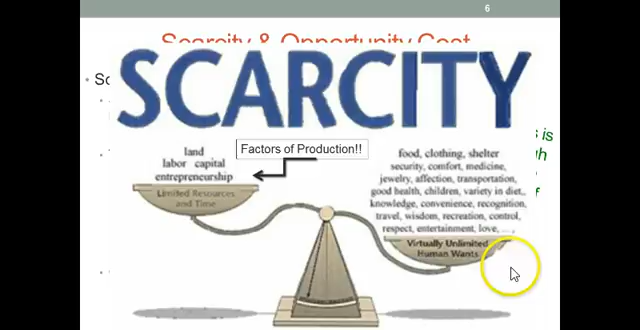 6
Scarcity & Opportunity Cost
Sc
SCARCITY
s is
land
labor capital
entrepreneurship
Factors of Production!!
Limited Resources
and Time
food, clothing, shelter
security, comfort, medicine,
jewelry, affection, transportation,
good health, children, variety in diet,
knowledge, convenience, recognition,
travel, wisdom, recreation, control,
respect, entertainment, love, ... ,
Virtually Unlimited
Human Wants